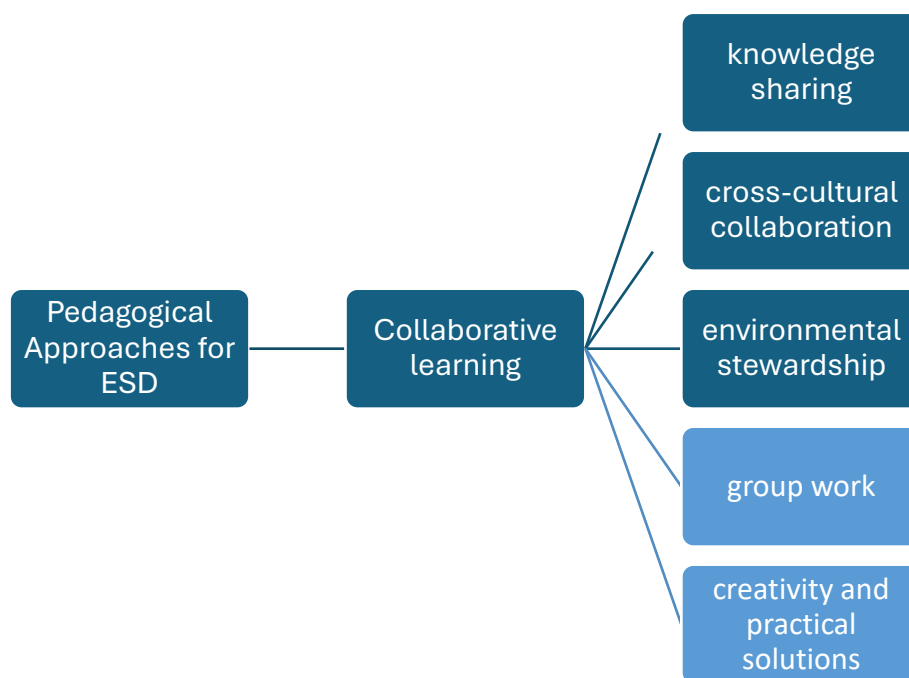 Pedagogical
Approaches for
ESD
Collaborative
learning
knowledge
sharing
cross-cultural
collaboration
environmental
stewardship
group work
creativity and
practical
solutions